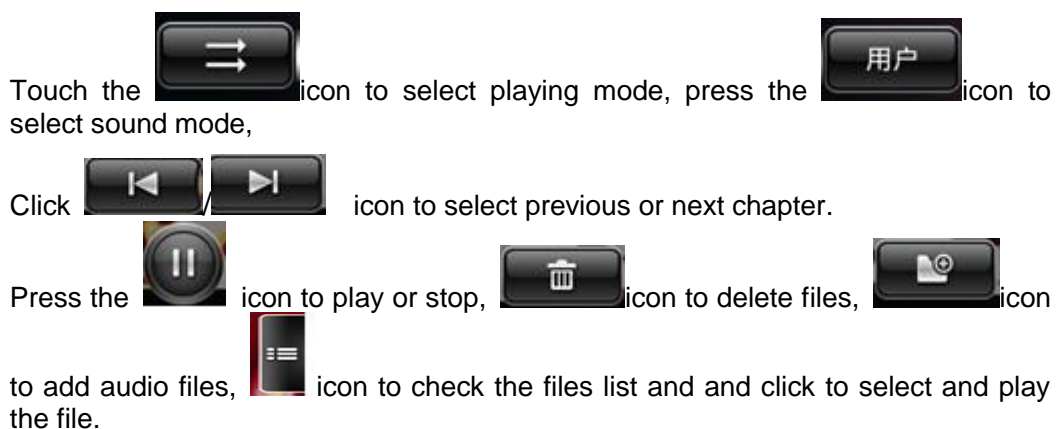 Touch the 用户 icon to select playing mode, press the icon to
select sound mode,
Click / icon to select previous or next chapter.
Press the icon to play or stop, icon to delete files, icon
to add audio files, icon to check the files list and and click to select and play
the file.